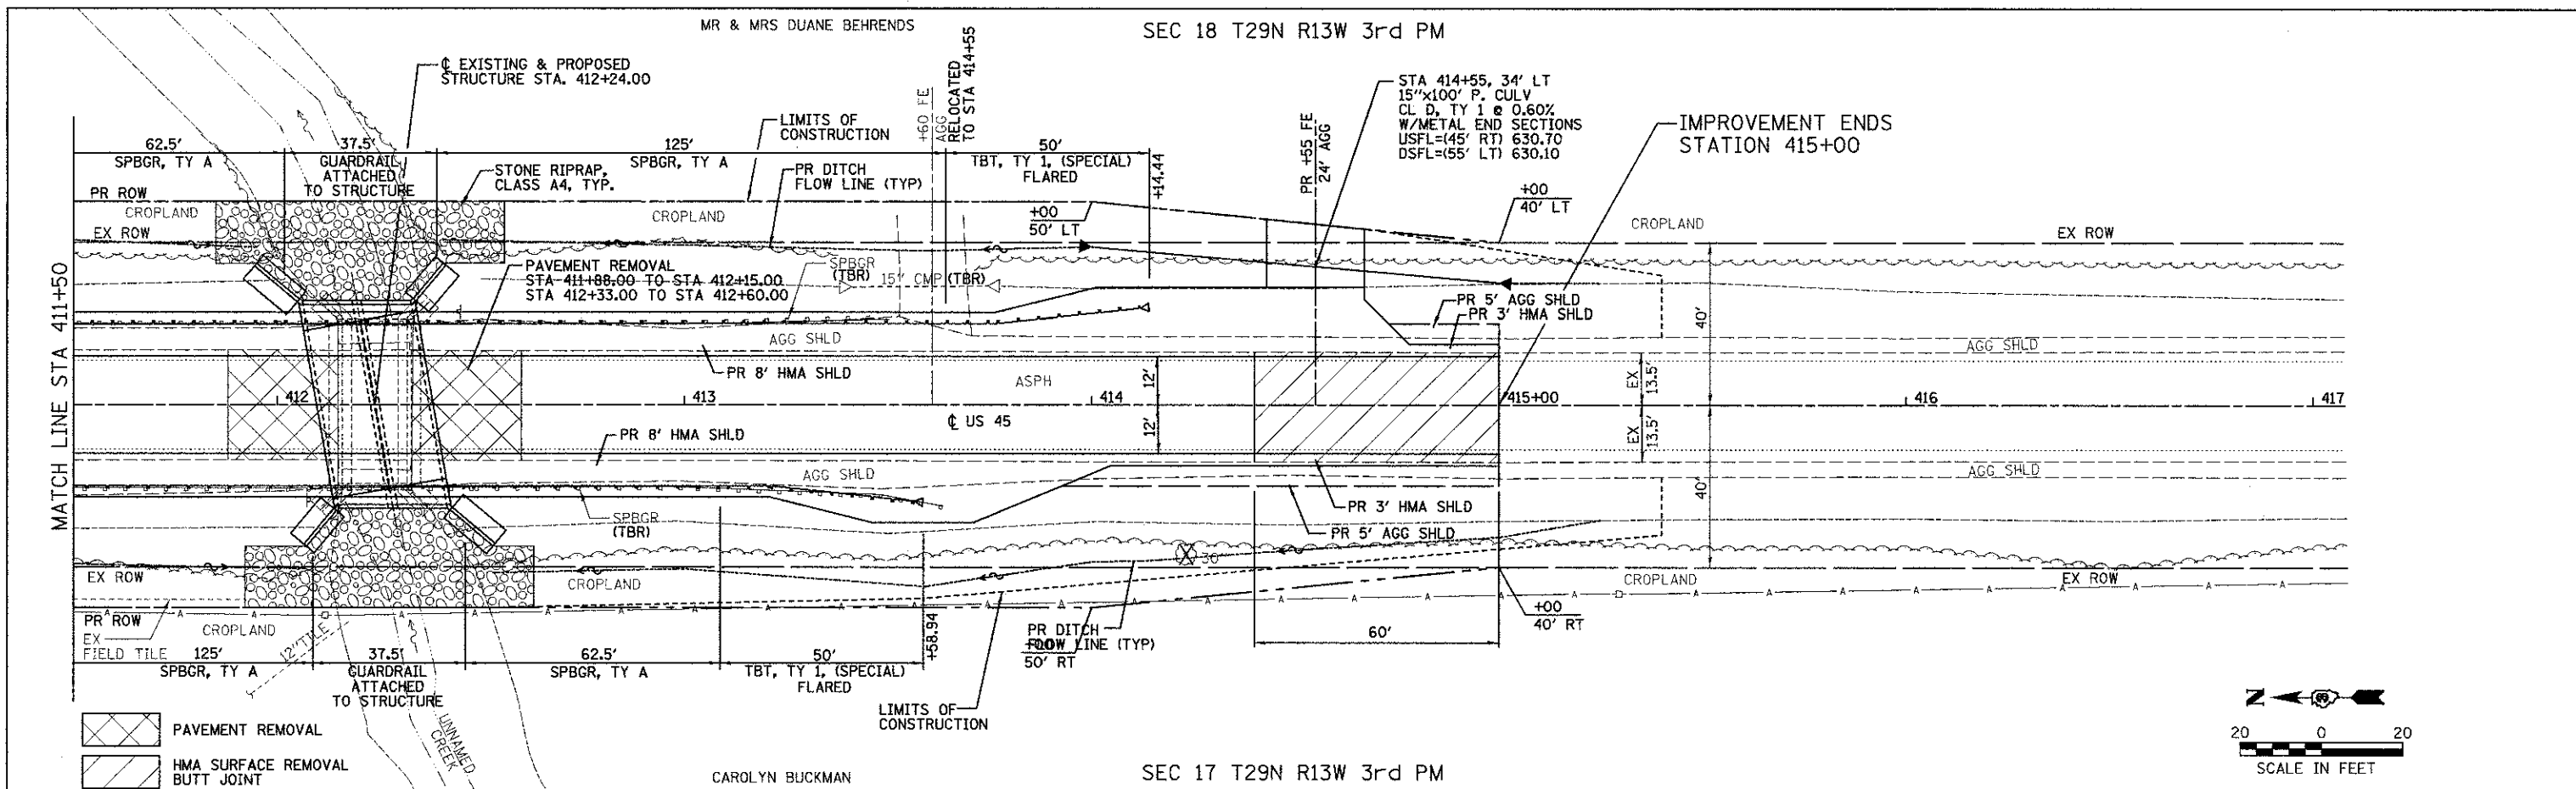 MR & MRS DUANE BEHRENDS
SEC 18 T29N R13W 3rd PM
℄ EXISTING & PROPOSED
STRUCTURE STA. 412+24.00
+60 FE
AGG
RELOCATED
TO STA 414+55
STA 414+55, 34' LT
15"x100' P. CULV
CL D, TY 1 @ 0.60%
W/METAL END SECTIONS
USFL=(45' RT) 630.70
DSFL=(55' LT) 630.10
IMPROVEMENT ENDS
STATION 415+00
LIMITS OF
CONSTRUCTION
62.5'
SPBGR, TY A
37.5'
GUARDRAIL
ATTACHED
TO STRUCTURE
125'
SPBGR, TY A
50'
TBT, TY 1, (SPECIAL)
FLARED
+14.44
PR +55 FE
24' AGG
STONE RIPRAP,
CLASS A4, TYP.
PR DITCH
FLOW LINE (TYP)
PR ROW
CROPLAND
CROPLAND
+00
50' LT
+00
40' LT
CROPLAND
EX ROW
EX ROW
PAVEMENT REMOVAL
STA 411+88.00 TO STA 412+15.00
STA 412+33.00 TO STA 412+60.00
SPBGR
(TBR)
15" CMP (TBR)
PR 5' AGG SHLD
PR 3' HMA SHLD
40'
AGG SHLD
AGG SHLD
PR 8' HMA SHLD
ASPH
12'
EX
13.5'
MATCH LINE STA 411+50
412
413
414
415+00
416
417
℄ US 45
12'
EX
13.5'
PR 8' HMA SHLD
AGG SHLD
AGG SHLD
40'
PR 3' HMA SHLD
SPBGR
(TBR)
PR 5' AGG SHLD
30
EX ROW
CROPLAND
CROPLAND
EX ROW
A A A A A A A A A A A A A A A A A A A A A A A A A A A A
PR ROW
CROPLAND
EX
FIELD TILE
12" TILE
+58.94
PR DITCH
FLOW LINE (TYP)
+00
50' RT
60'
+00
40' RT
125'
SPBGR, TY A
37.5'
GUARDRAIL
ATTACHED
TO STRUCTURE
62.5'
SPBGR, TY A
50'
TBT, TY 1, (SPECIAL)
FLARED
LIMITS OF
CONSTRUCTION
UNNAMED
CREEK
PAVEMENT REMOVAL
HMA SURFACE REMOVAL
BUTT JOINT
CAROLYN BUCKMAN
SEC 17 T29N R13W 3rd PM
N
20 0 20
SCALE IN FEET